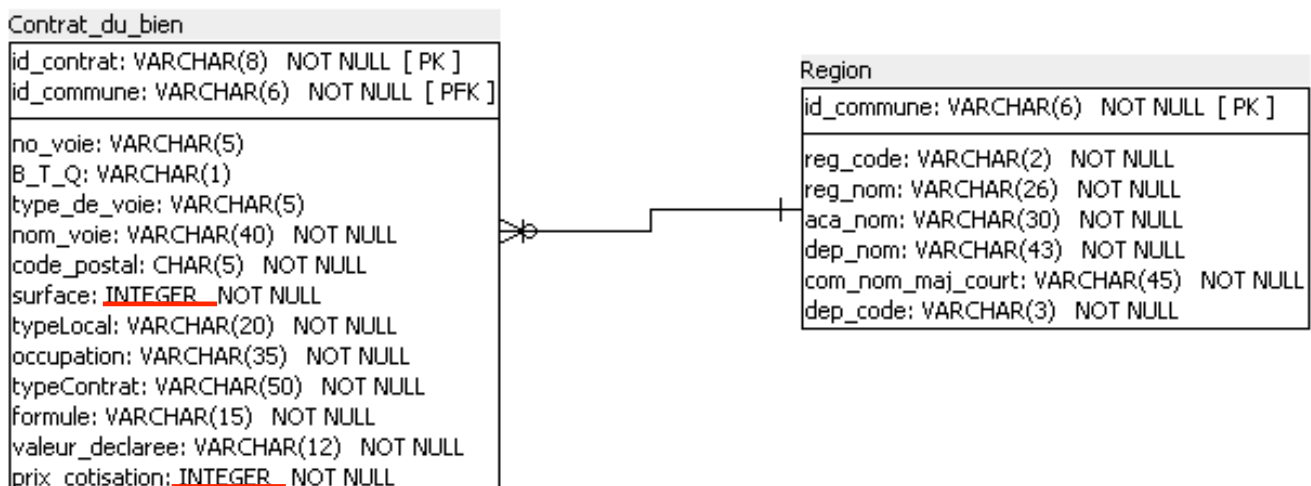 Contrat_du_bien
id_contrat: VARCHAR(8) NOT NULL [ PK ]
id_commune: VARCHAR(6) NOT NULL [ PFK ]
no_voie: VARCHAR(5)
B_T_Q: VARCHAR(1)
type_de_voie: VARCHAR(5)
nom_voie: VARCHAR(40) NOT NULL
code_postal: CHAR(5) NOT NULL
surface: INTEGER NOT NULL
typeLocal: VARCHAR(20) NOT NULL
occupation: VARCHAR(35) NOT NULL
typeContrat: VARCHAR(50) NOT NULL
formule: VARCHAR(15) NOT NULL
valeur_declaree: VARCHAR(12) NOT NULL
prix_cotisation: INTEGER NOT NULL
Region
id_commune: VARCHAR(6) NOT NULL [ PK ]
reg_code: VARCHAR(2) NOT NULL
reg_nom: VARCHAR(26) NOT NULL
aca_nom: VARCHAR(30) NOT NULL
dep_nom: VARCHAR(43) NOT NULL
com_nom_maj_court: VARCHAR(45) NOT NULL
dep_code: VARCHAR(3) NOT NULL